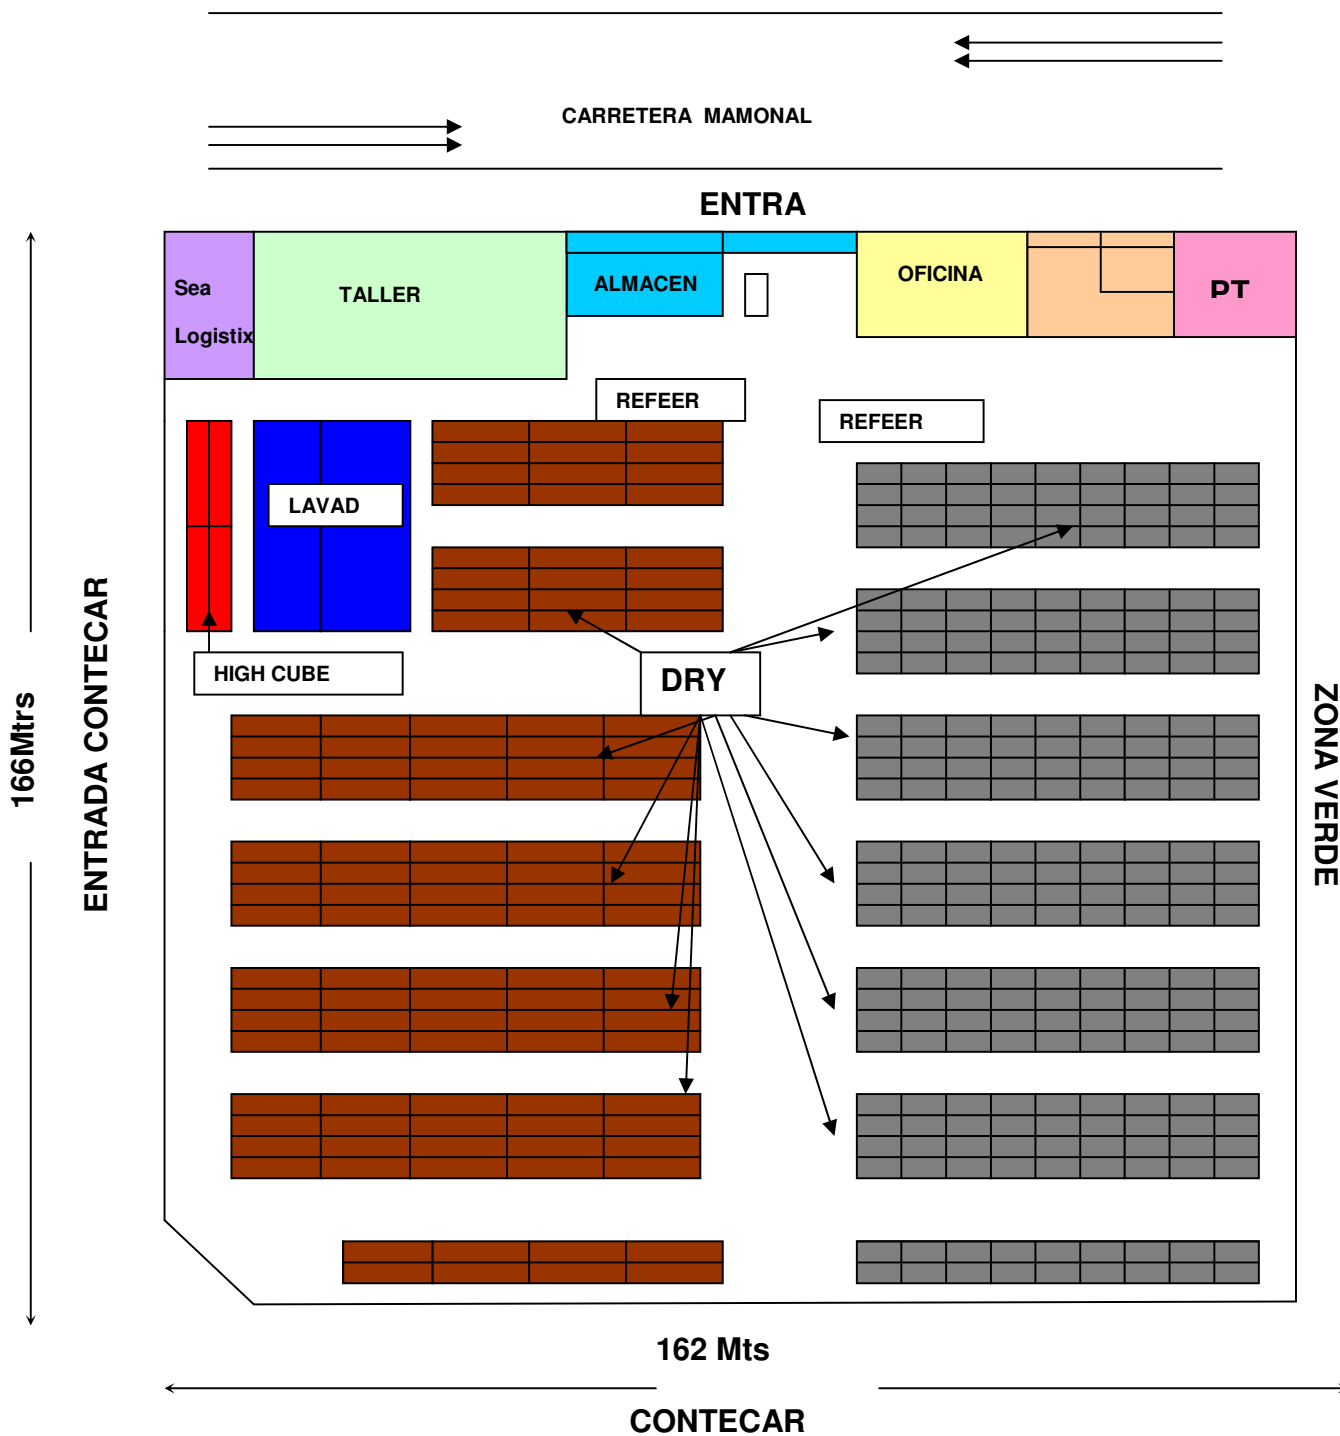 CARRETERA MAMONAL
ENTRA
Sea
Logistix
TALLER
ALMACEN
OFICINA
PT
REFEER
REFEER
LAVAD
HIGH CUBE
DRY
166Mtrs
ENTRADA CONTECAR
ZONA VERDE
162 Mts
CONTECAR